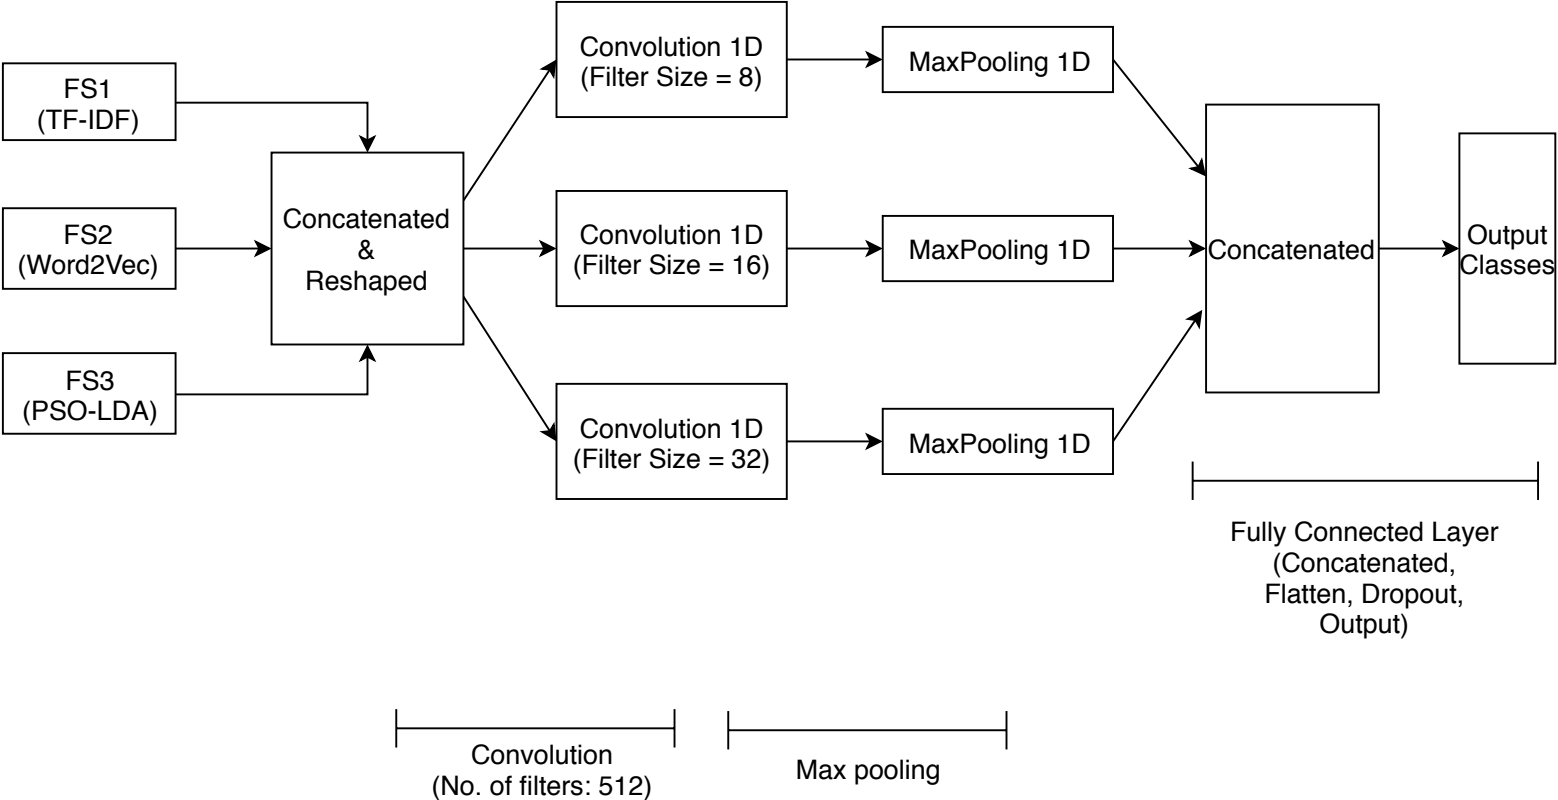 FS1
(TF-IDF)
FS2
(Word2Vec)
FS3
(PSO-LDA)
Concatenated
&
Reshaped
Convolution 1D
(Filter Size = 8)
Convolution 1D
(Filter Size = 16)
Convolution 1D
(Filter Size = 32)
MaxPooling 1D
MaxPooling 1D
MaxPooling 1D
Concatenated
Output
Classes
Fully Connected Layer
(Concatenated,
Flatten, Dropout,
Output)
Convolution
(No. of filters: 512)
Max pooling